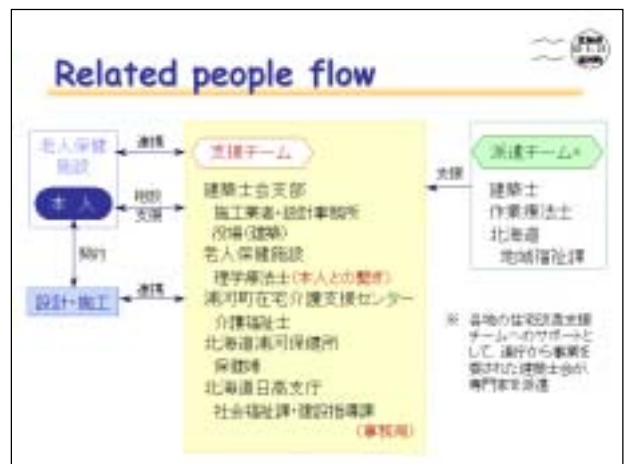 Related people flow
老人保健
施設
連携
本人
相談
支援
契約
設計・施工
連携
支援チーム
建築士会支部
施工業者・設計事務所
役場(建築)
老人保健施設
理学療法士(本人との繋ぎ)
浦河町在宅介護支援センター
介護福祉士
北海道浦河保健所
保健婦
北海道日高支庁
社会福祉課・建設指導課
(事務局)
支援
派遣チーム※
建築士
作業療法士
北海道
地域福祉課
※ 各地の住宅改造支援
チームへのサポートと
して、道庁から事業を
委された建築士会が、
専門家を派遣